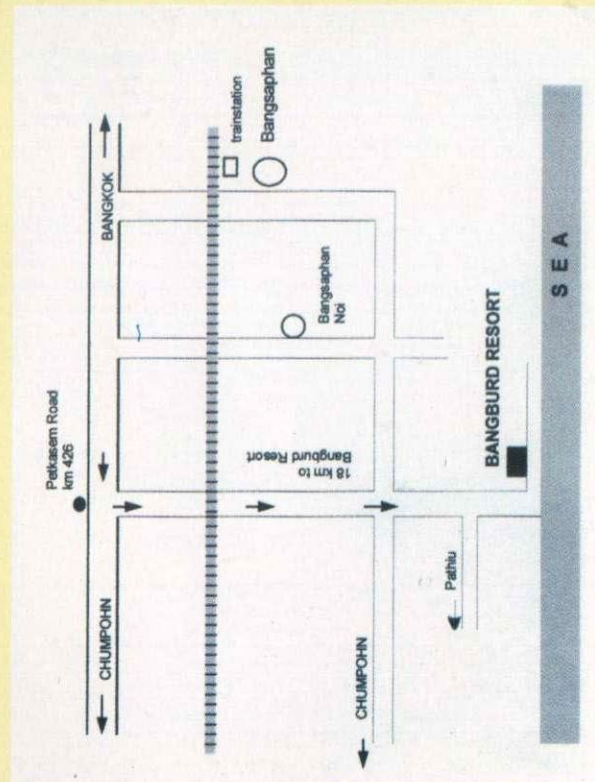 Petkasem Road
km 426
CHUMPOHN
BANGKOK
trainstation
Bangsaphan
Bangsaphan
Noi
18 km to
Bangburd Resort
CHUMPOHN
Pathiu
BANGBURD RESORT
S E A